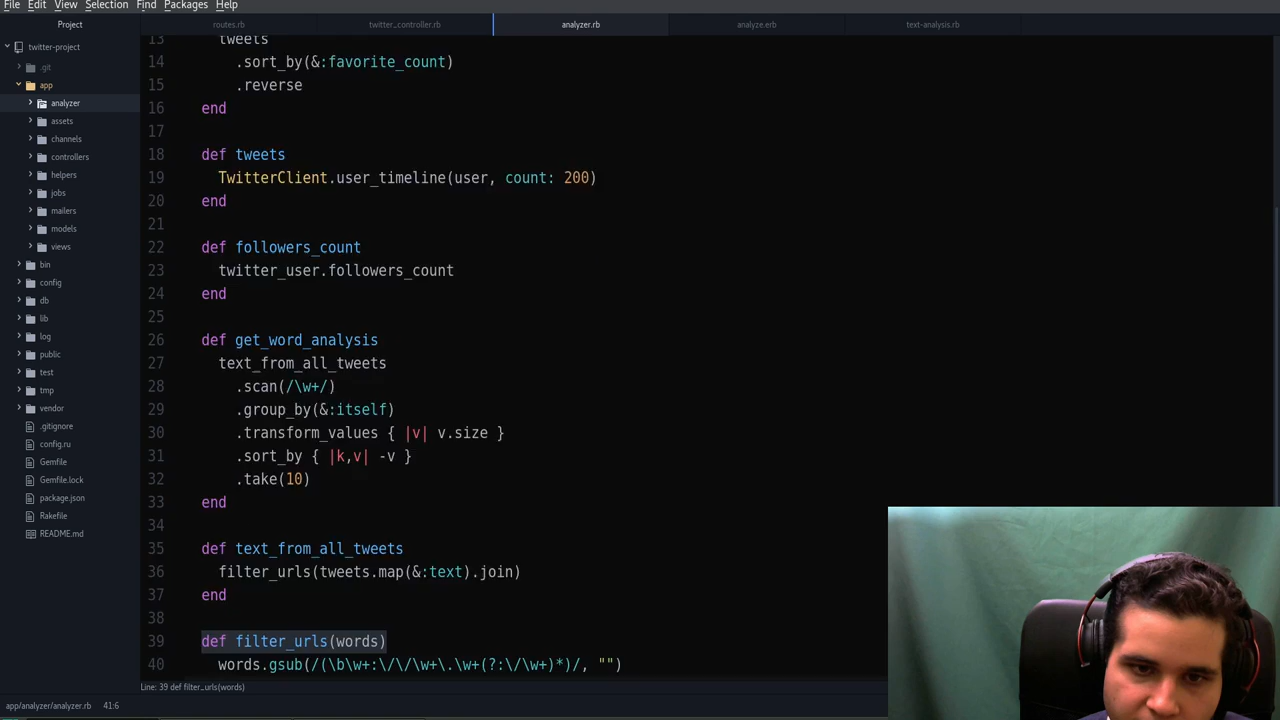 File Edit View Selection Find Packages Help
Project
routes.rb
twitter_controller.rb
analyzer.rb
analyze.erb
text-analysis.rb
twitter-project
.git
app
analyzer
assets
channels
controllers
helpers
jobs
mailers
models
views
bin
config
db
lib
log
public
test
tmp
vendor
.gitignore
config.ru
Gemfile
Gemfile.lock
package.json
Rakefile
README.md
13 tweets
14 .sort_by(&:favorite_count)
15 .reverse
16 end
17
18 def tweets
19 TwitterClient.user_timeline(user, count: 200)
20 end
21
22 def followers_count
23 twitter_user.followers_count
24 end
25
26 def get_word_analysis
27 text_from_all_tweets
28 .scan(/\w+/)
29 .group_by(&:itself)
30 .transform_values { |v| v.size }
31 .sort_by { |k,v| -v }
32 .take(10)
33 end
34
35 def text_from_all_tweets
36 filter_urls(tweets.map(&:text).join)
37 end
38
39 def filter_urls(words)
40 words.gsub(/(\b\w+:\/\/\w+\.\w+(?:\/\w+)*)/, "")
Line: 39 def filter_urls(words)
app/analyzer/analyzer.rb 41:6